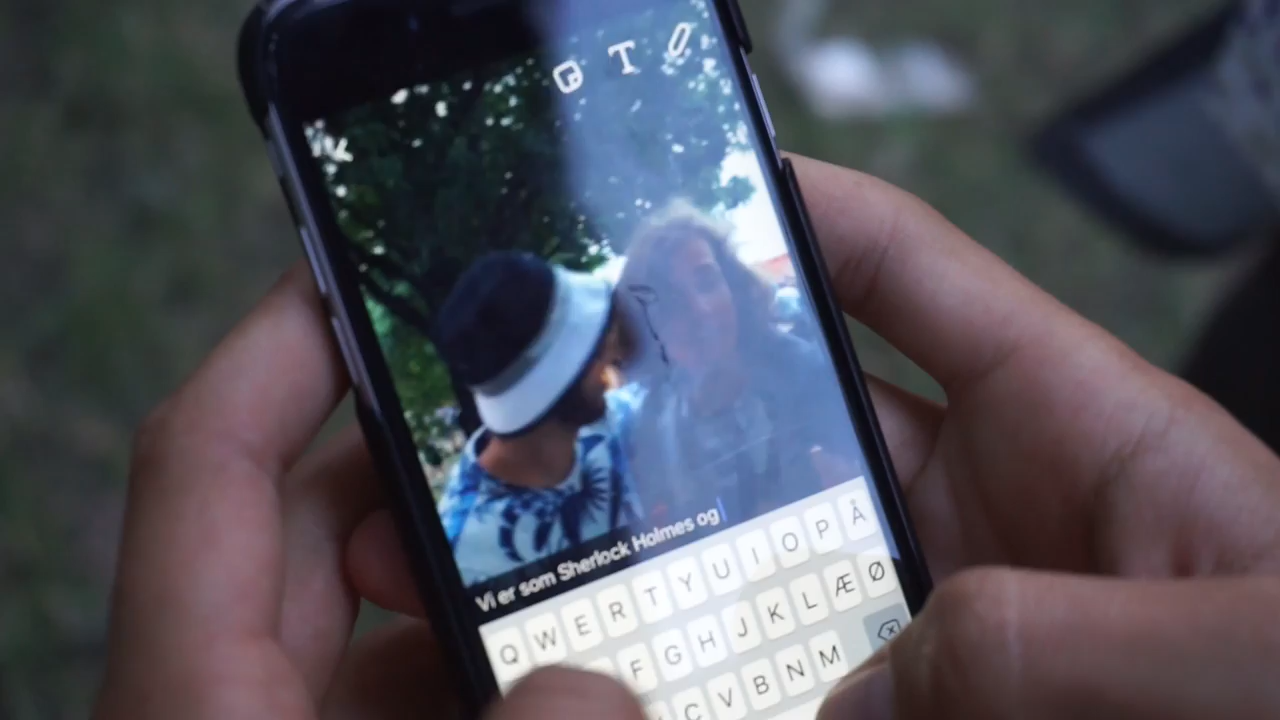 T
Vi er som Sherlock Holmes og
Q W E R T Y U I O P Å
F G H J K L Æ Ø
C V B N M